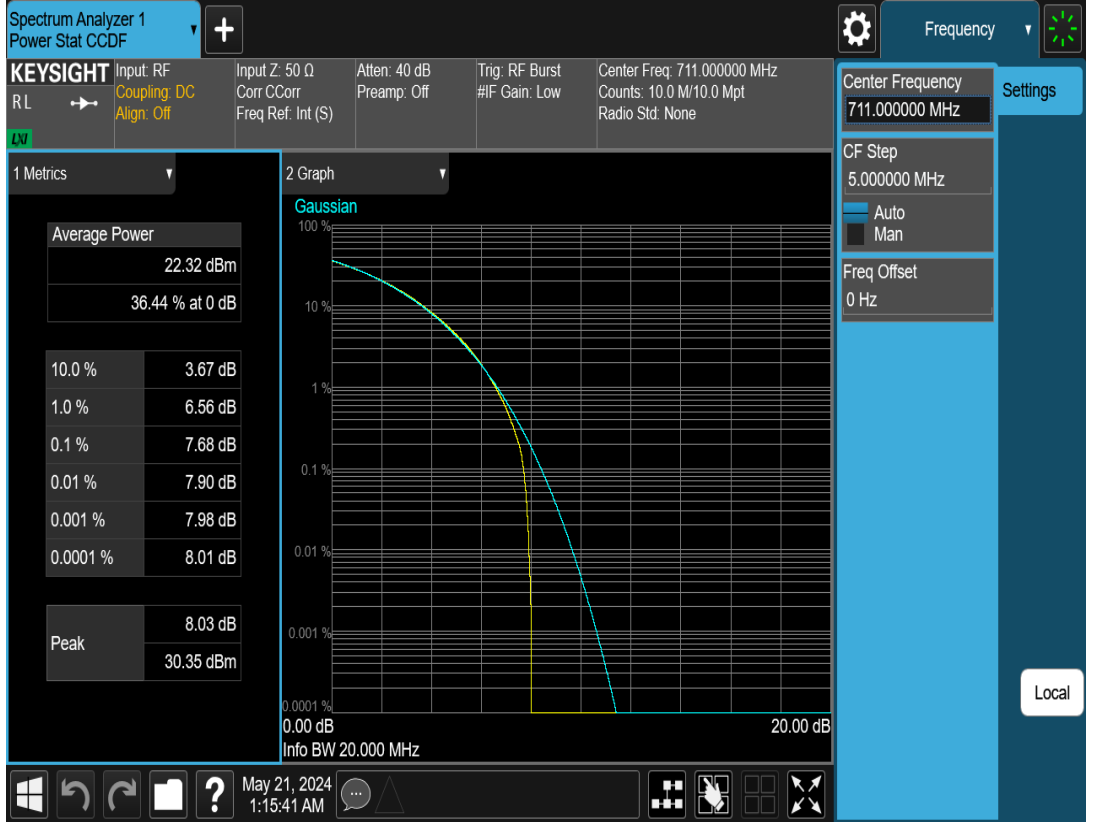 Spectrum Analyzer 1
Power Stat CCDF
+
Frequency
KEYSIGHT
R L
LXI
Input: RF
Coupling: DC
Align: Off
Input Z: 50 Ω
Corr CCorr
Freq Ref: Int (S)
Atten: 40 dB
Preamp: Off
Trig: RF Burst
#IF Gain: Low
Center Freq: 711.000000 MHz
Counts: 10.0 M/10.0 Mpt
Radio Std: None
Center Frequency
711.000000 MHz
Settings
CF Step
5.000000 MHz
Auto
Man
Freq Offset
0 Hz
1 Metrics
Average Power
22.32 dBm
36.44 % at 0 dB
10.0 % 3.67 dB
1.0 % 6.56 dB
0.1 % 7.68 dB
0.01 % 7.90 dB
0.001 % 7.98 dB
0.0001 % 8.01 dB
Peak 8.03 dB
30.35 dBm
2 Graph
Gaussian
100 %
10 %
1 %
0.1 %
0.01 %
0.001 %
0.0001 %
0.00 dB 20.00 dB
Info BW 20.000 MHz
Local
?
May 21, 2024
1:15:41 AM